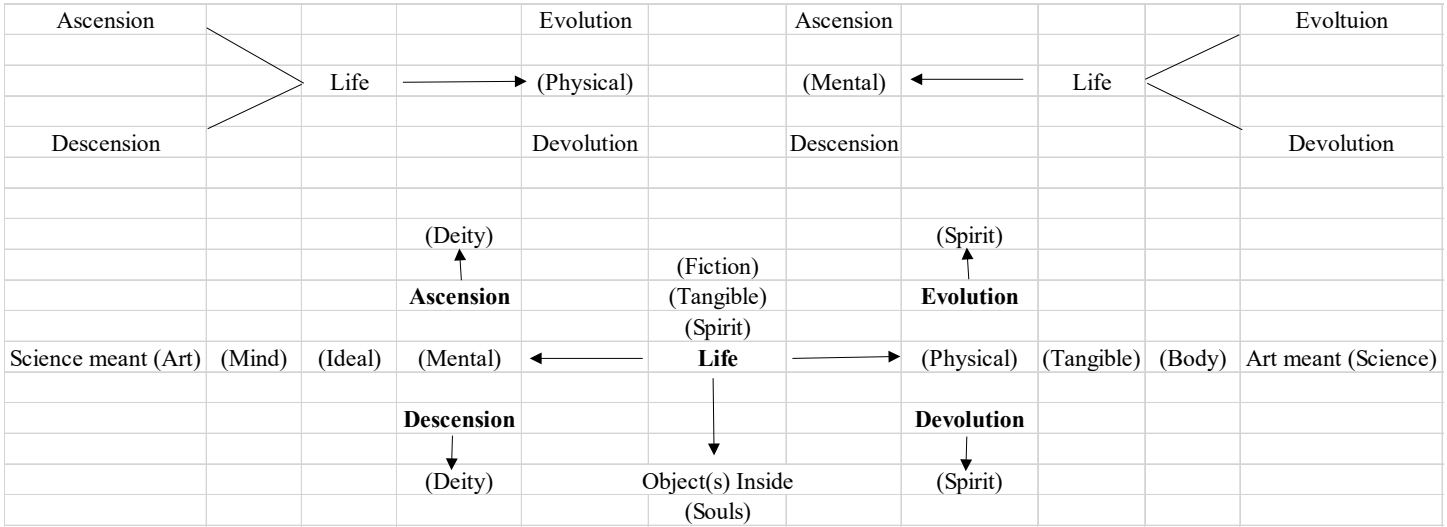 Ascension Evolution Ascension Evoltuion
Life (Physical) (Mental) Life
Descension Devolution Descension Devolution
(Deity) (Spirit)
(Fiction)
Ascension (Tangible) Evolution
(Spirit)
Science meant (Art) (Mind) (Ideal) (Mental) Life (Physical) (Tangible) (Body) Art meant (Science)
Descension Devolution
(Deity) Object(s) Inside (Spirit)
(Souls)